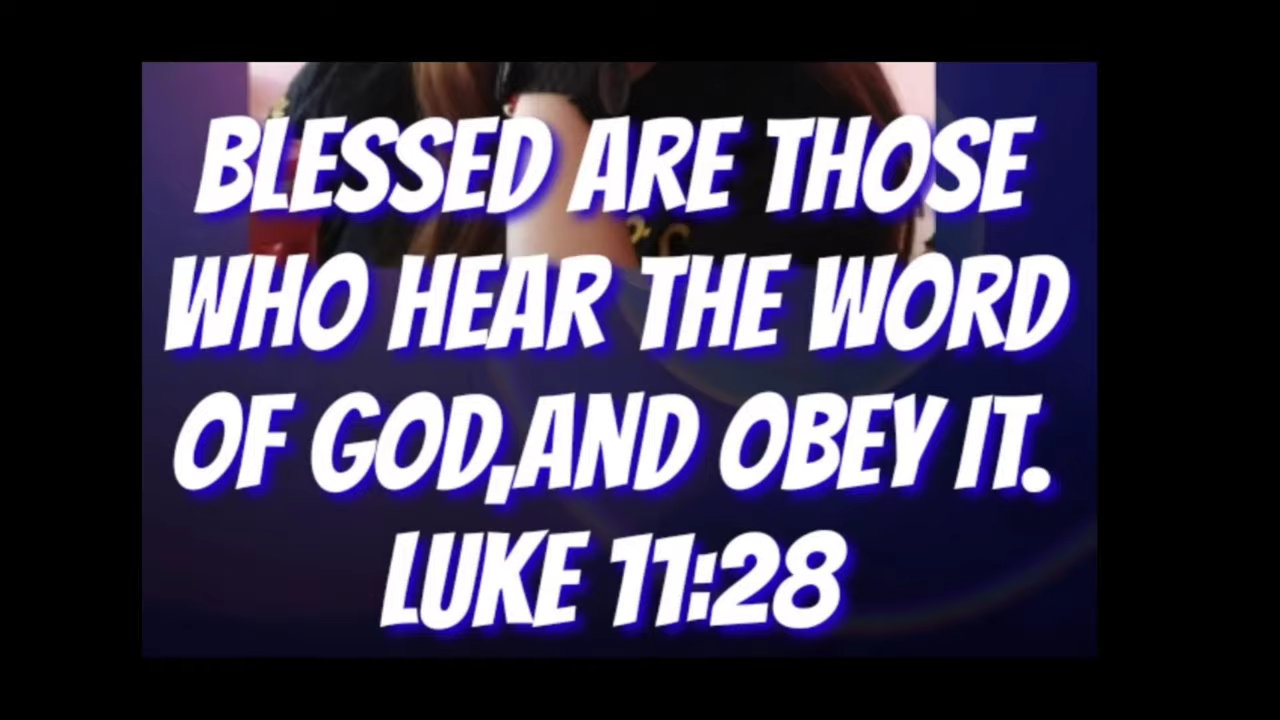 BLESSED ARE THOSE
WHO HEAR THE WORD
OF GOD,AND OBEY IT.
LUKE 11:28